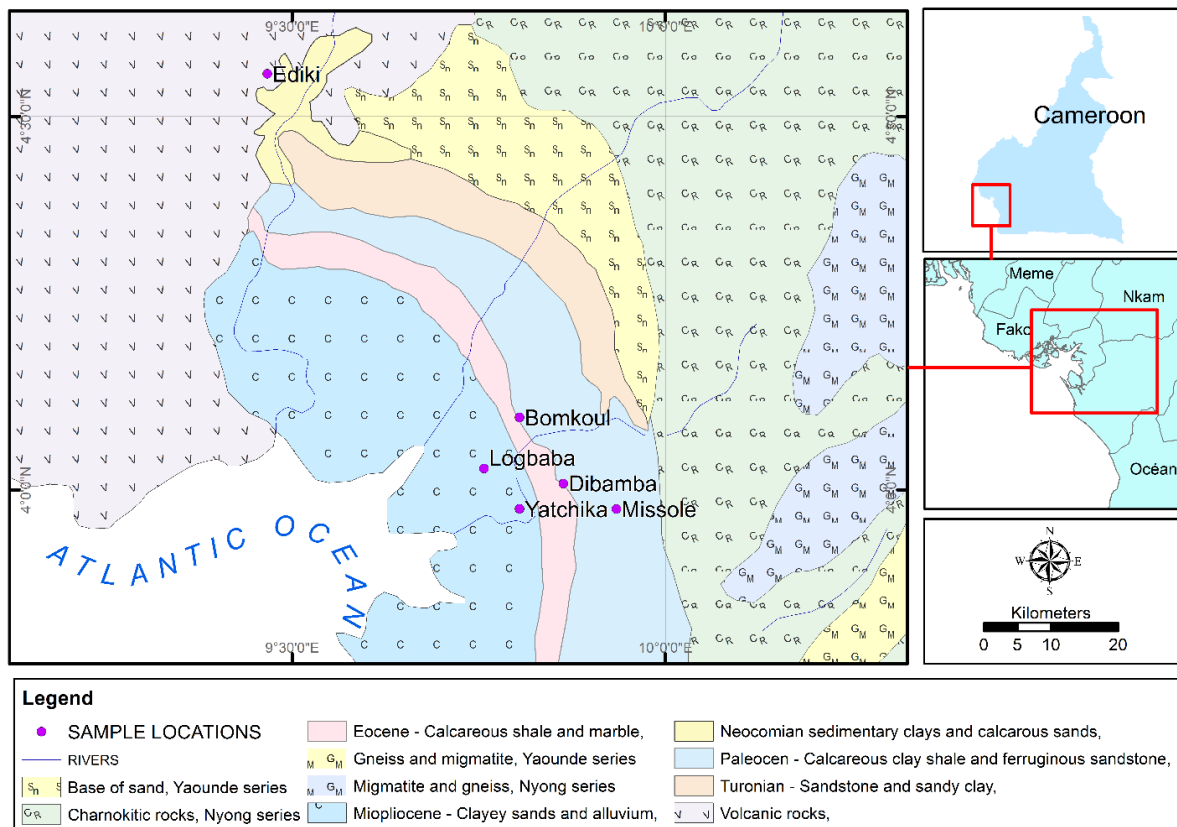 9°30'0"E
10°0'0"E
Ediki
4°30'0"N
4°30'0"N
Bomkoul
Logbaba
Dibamba
Yatchika
Missole
4°0'0"N
4°0'0"N
ATLANTIC OCEAN
9°30'0"E
10°0'0"E
Cameroon
Meme
Nkam
Fako
Océan
N
W E
S
Kilometers
0 5 10 20
Legend
SAMPLE LOCATIONS
RIVERS
Sn S Base of sand, Yaounde series
CR Charnokitic rocks, Nyong series
Eocene - Calcareous shale and marble,
M GM Gneiss and migmatite, Yaounde series
M GM Migmatite and gneiss, Nyong series
C Miopliocene - Clayey sands and alluvium,
Neocomian sedimentary clays and calcarous sands,
Paleocen - Calcareous clay shale and ferruginous sandstone,
Turonian - Sandstone and sandy clay,
V V Volcanic rocks,